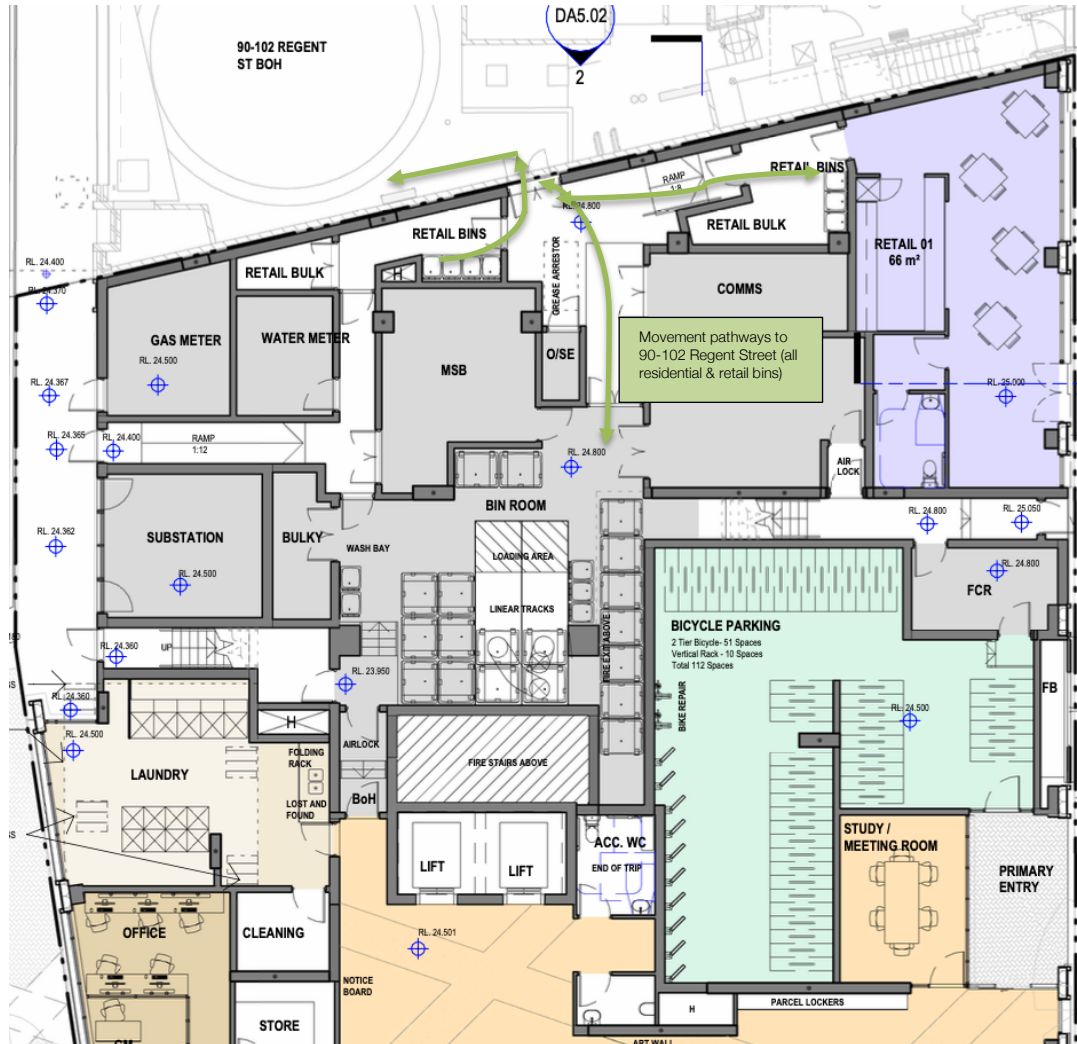 DA5.02
2
90-102 REGENT
ST BOH
RETAIL BINS
RAMP
1:8
RL. 24.800
RETAIL BINS
RETAIL BULK
RETAIL BULK
H
GREASE ARRESTOR
RETAIL 01
66 m²
RL. 24.400
RL. 24.370
COMMS
GAS METER
WATER METER
RL. 24.500
MSB
O/SE
Movement pathways to
90-102 Regent Street (all
residential & retail bins)
RL. 24.367
RL. 25.000
RL. 24.365
RL. 24.400
RAMP
1:12
RL. 24.800
AIR
LOCK
BIN ROOM
SUBSTATION
BULKY
WASH BAY
LOADING AREA
RL. 24.362
RL. 24.500
RL. 24.800
RL. 25.050
RL. 24.800
FCR
LINEAR TRACKS
FIRE EXIT ABOVE
BICYCLE PARKING
2 Tier Bicycle- 51 Spaces
Vertical Rack - 10 Spaces
Total 112 Spaces
RL. 24.360
UP
RL. 23.950
RL. 24.360
BIKE REPAIR
FB
RL. 24.500
RL. 24.500
H
AIRLOCK
FOLDING
RACK
LAUNDRY
FIRE STAIRS ABOVE
LOST AND
FOUND
BoH
LIFT
LIFT
ACC. WC
END OF TRIP
STUDY /
MEETING ROOM
PRIMARY
ENTRY
OFFICE
CLEANING
RL. 24.501
NOTICE
BOARD
PARCEL LOCKERS
H
STORE
GM
ART WALL